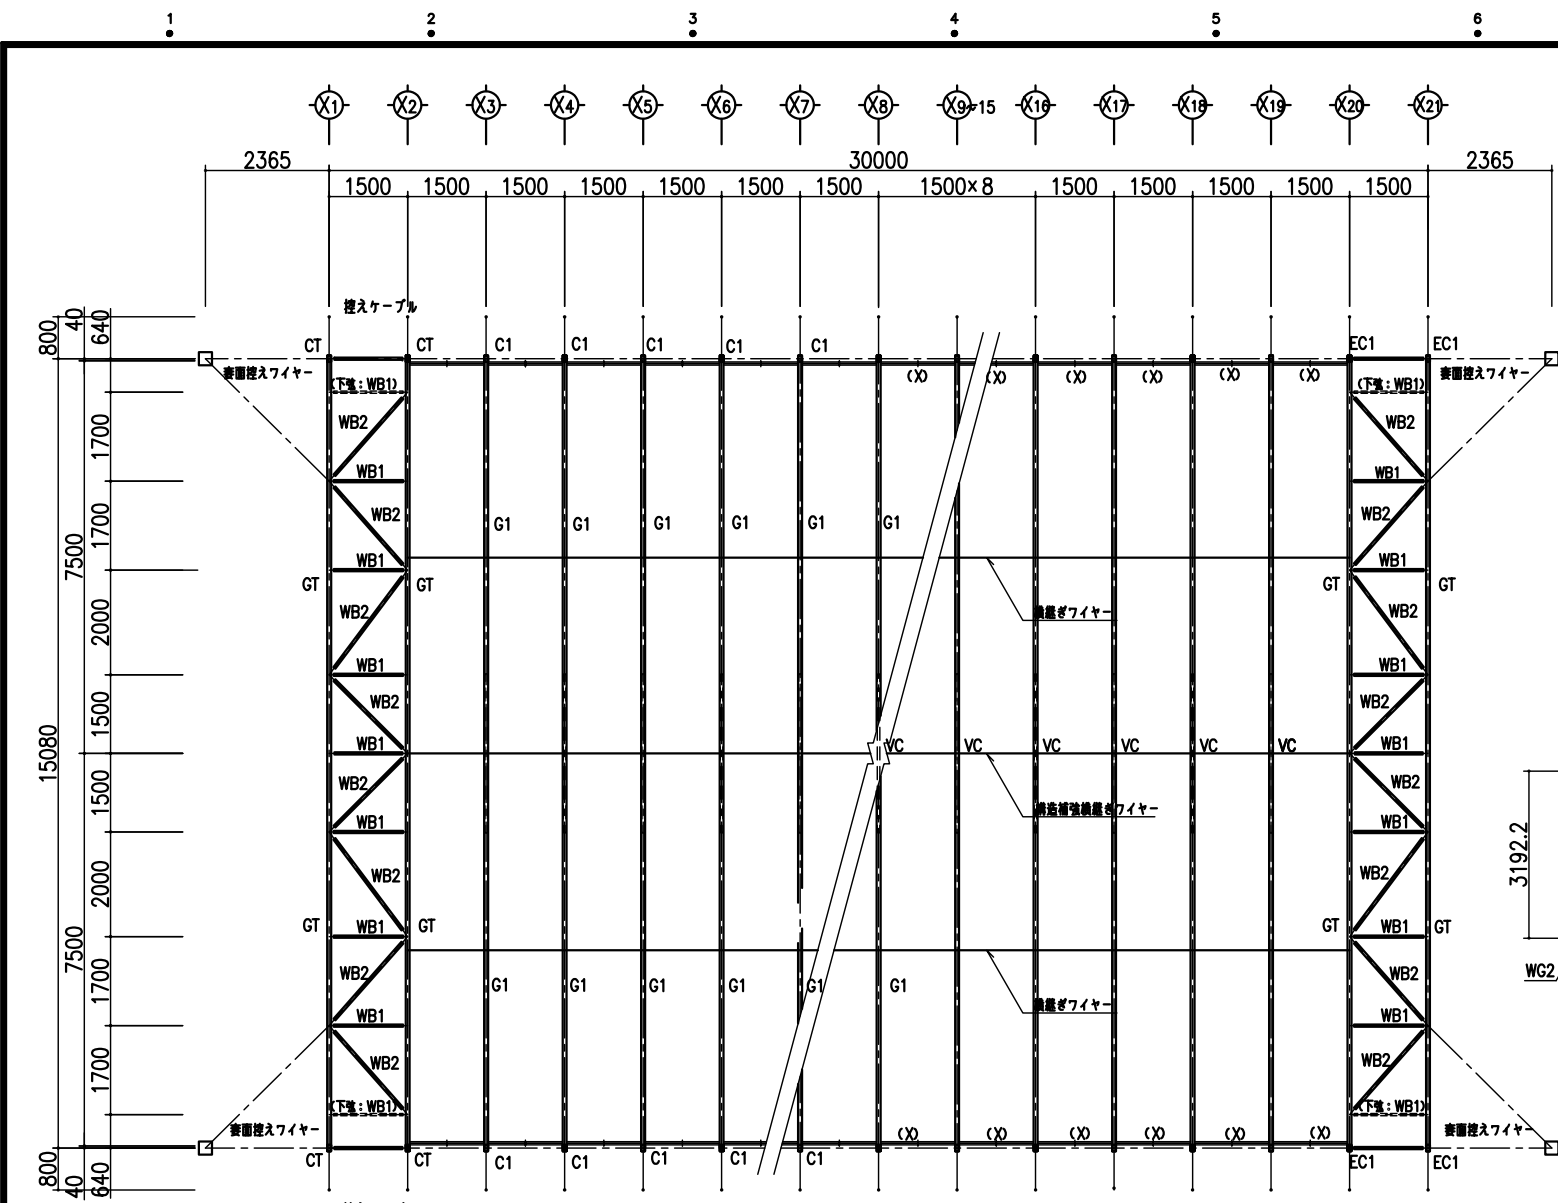 1 2 3 4 5 6
X1 X2 X3 X4 X5 X6 X7 X8 X9~15 X16 X17 X18 X19 X20 X21
2365 30000 2365
1500 1500 1500 1500 1500 1500 1500 1500×8 1500 1500 1500 1500 1500
控えケーブル
800 40 640
CT CT C1 C1 C1 C1 C1 EC1 EC1
妻面控えワイヤー (下弦:WB1) (X) (X) (X) (X) (X) (X) (下弦:WB1) 妻面控えワイヤー
1700 WB2 WB2
WB1 WB1
7500 1700 WB2 G1 G1 G1 G1 G1 G1 WB2
WB1 WB1
GT GT GT GT
2000 WB2 横継ぎワイヤー WB2
WB1 WB1
1500 WB2 WB2
15080 WB1 VC VC VC VC VC VC WB1
1500 WB2 WB2
WB1 構造補強横継ぎワイヤー WB1
3192.2
2000 WB2 WB2
GT WB1 GT GT WB1 GT
7500 1700 WB2 G1 G1 G1 G1 G1 G1 WB2 WG2
WB1 横継ぎワイヤー WB1
1700 WB2 WB2
(下弦:WB1) (下弦:WB1)
妻面控えワイヤー (X) (X) (X) (X) (X) (X) 妻面控えワイヤー
CT CT C1 C1 C1 C1 C1 EC1 EC1
800 40 640